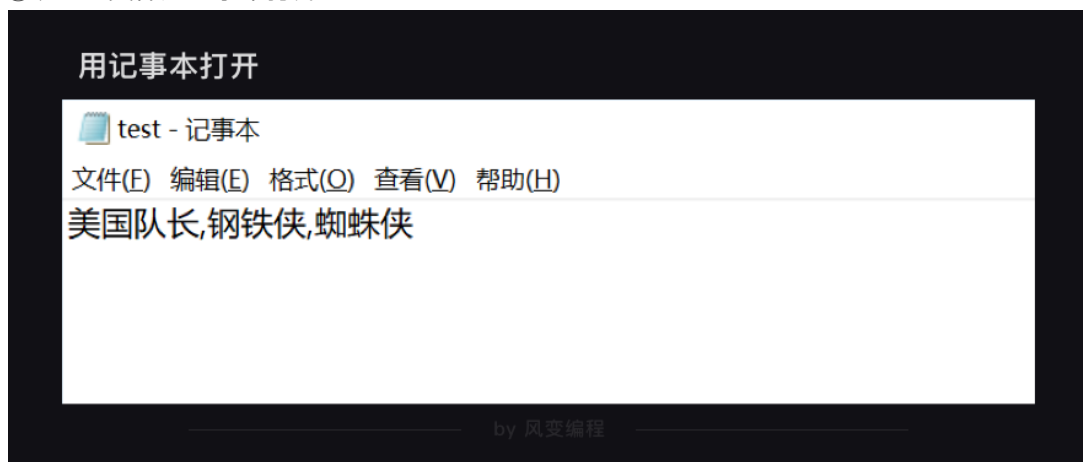 用记事本打开
test - 记事本
文件(F) 编辑(E) 格式(O) 查看(V) 帮助(H)
美国队长,钢铁侠,蜘蛛侠
by 风变编程